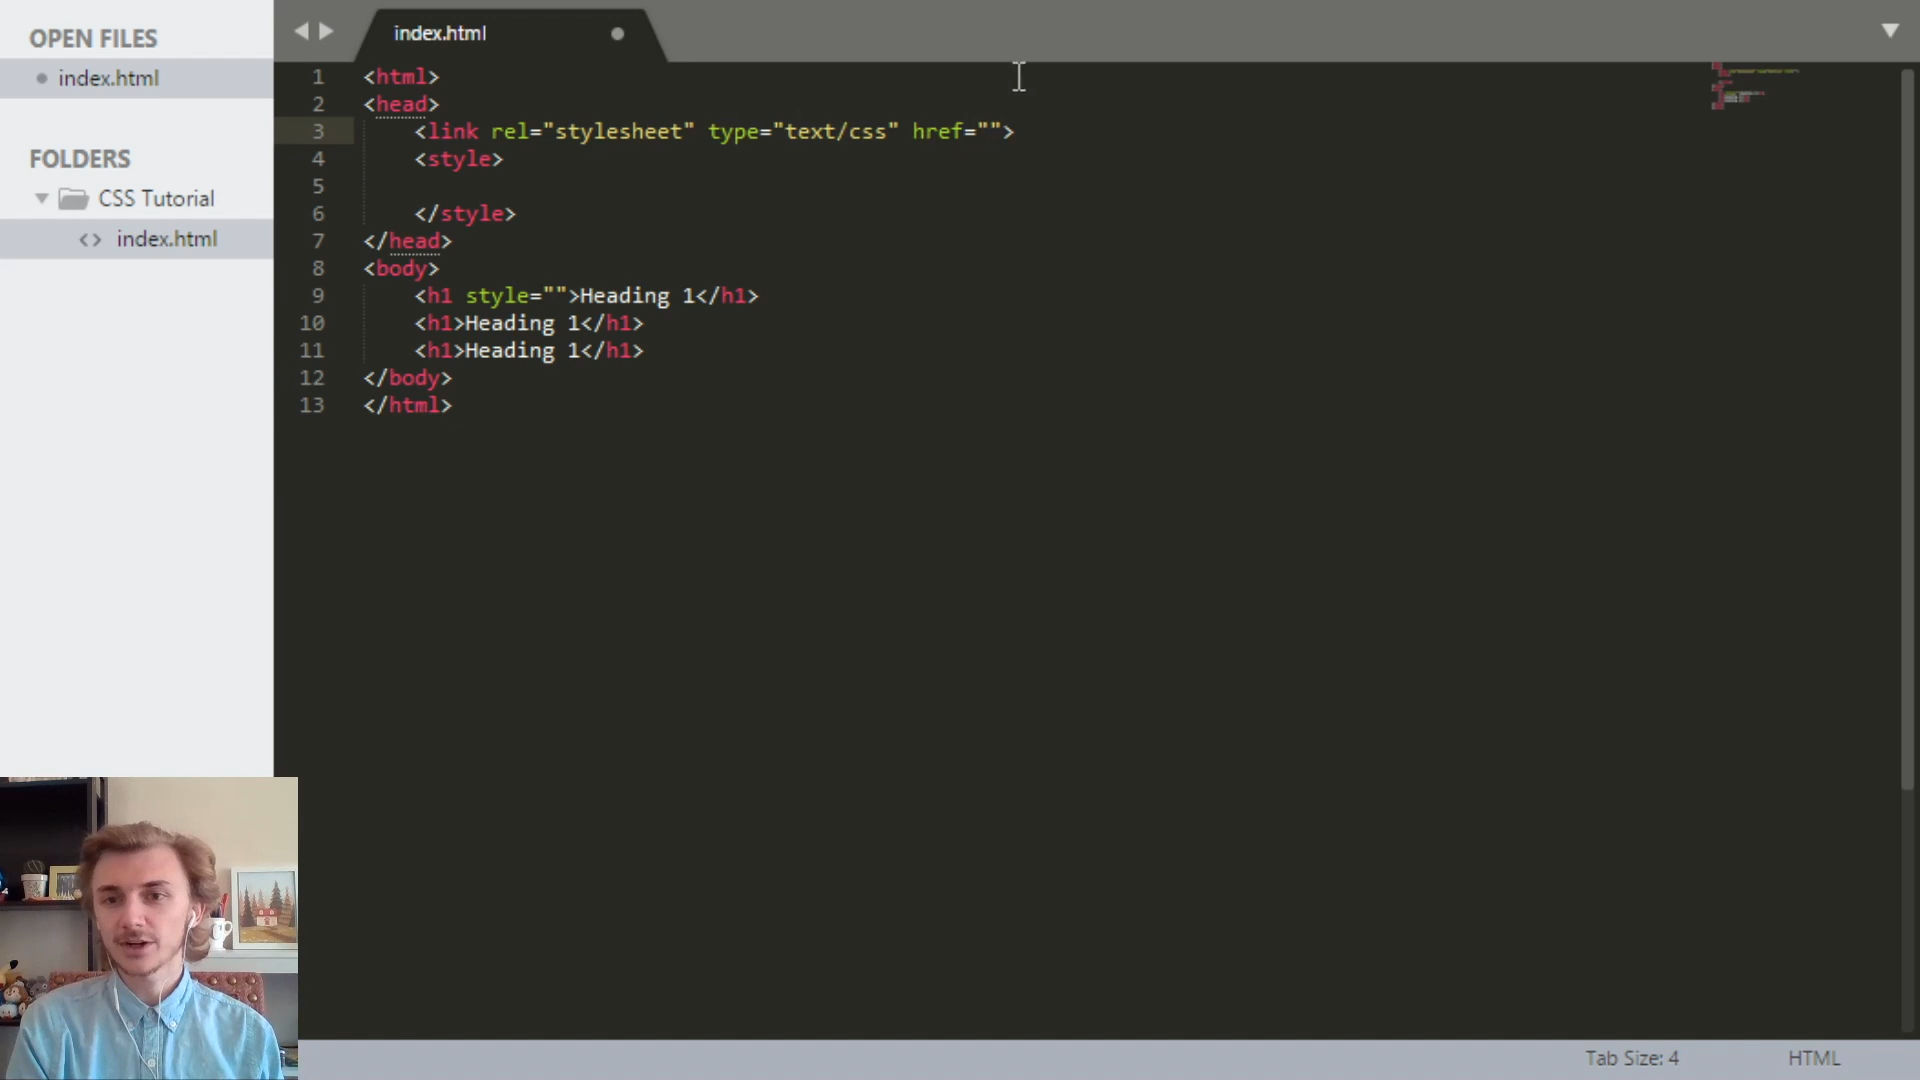 OPEN FILES
index.html
FOLDERS
CSS Tutorial
<> index.html
index.html
1 <html>
2 <head>
3 <link rel="stylesheet" type="text/css" href="">
4 <style>
5
6 </style>
7 </head>
8 <body>
9 <h1 style="">Heading 1</h1>
10 <h1>Heading 1</h1>
11 <h1>Heading 1</h1>
12 </body>
13 </html>
Tab Size: 4
HTML